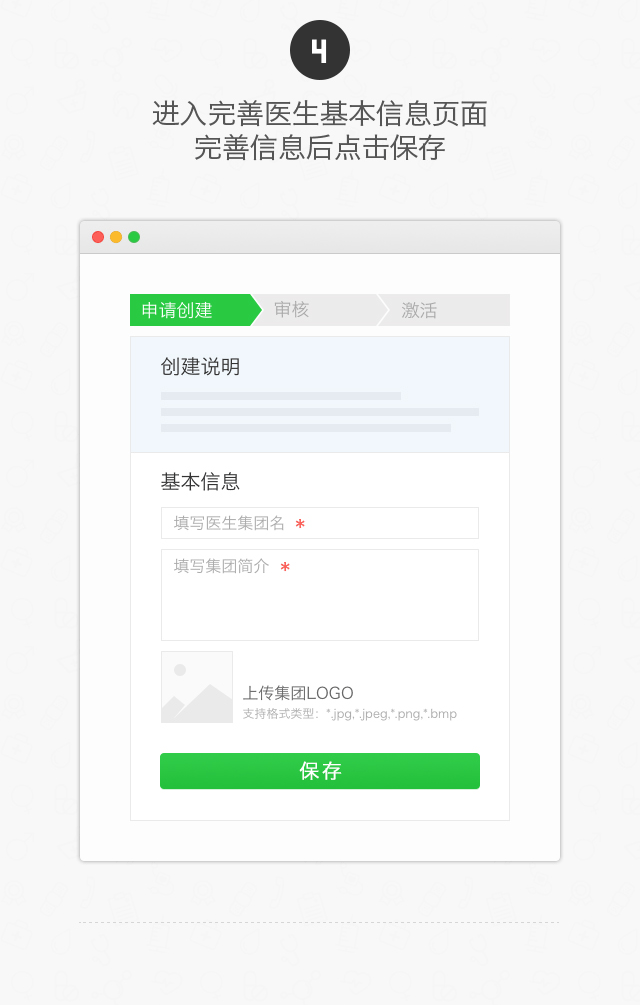 4
进入完善医生基本信息页面
完善信息后点击保存
申请创建
审核
激活
创建说明
基本信息
填写医生集团名 *
填写集团简介 *
上传集团LOGO
支持格式类型：*.jpg,*.jpeg,*.png,*.bmp
保存